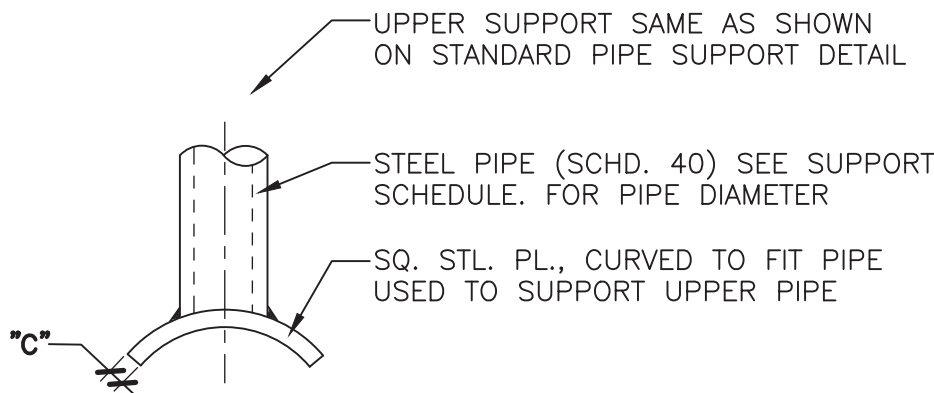 UPPER SUPPORT SAME AS SHOWN
ON STANDARD PIPE SUPPORT DETAIL
STEEL PIPE (SCHD. 40) SEE SUPPORT
SCHEDULE. FOR PIPE DIAMETER
SQ. STL. PL., CURVED TO FIT PIPE
USED TO SUPPORT UPPER PIPE
"C"